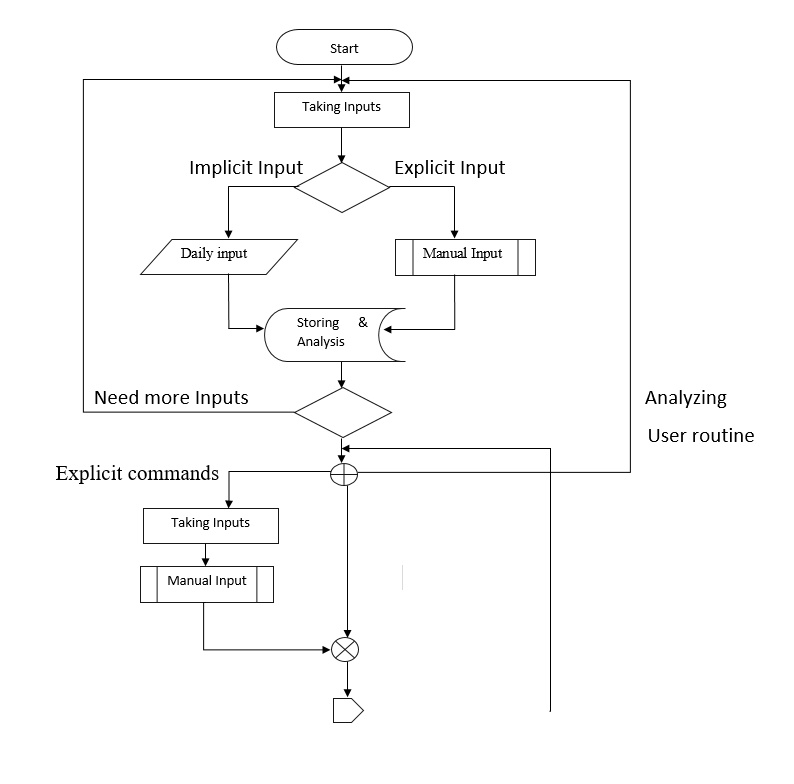 Start
Taking Inputs
Implicit Input
Explicit Input
Daily input
Manual Input
Storing &
Analysis
Need more Inputs
Analyzing
User routine
Explicit commands
Taking Inputs
Manual Input